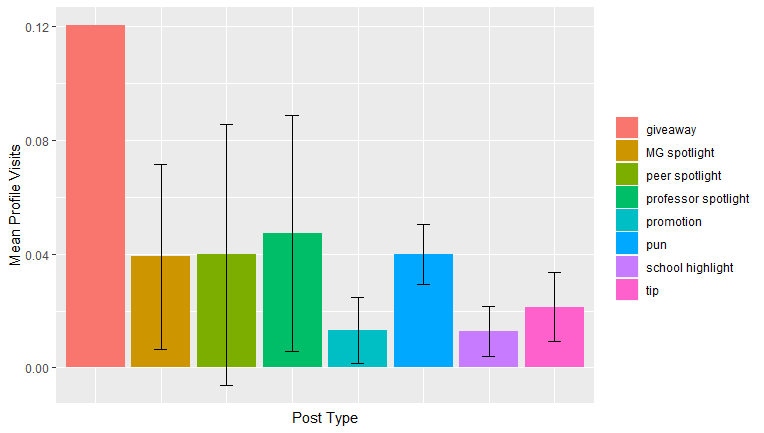 0.12
0.08
0.04
0.00
Mean Profile Visits
Post Type
giveaway
MG spotlight
peer spotlight
professor spotlight
promotion
pun
school highlight
tip